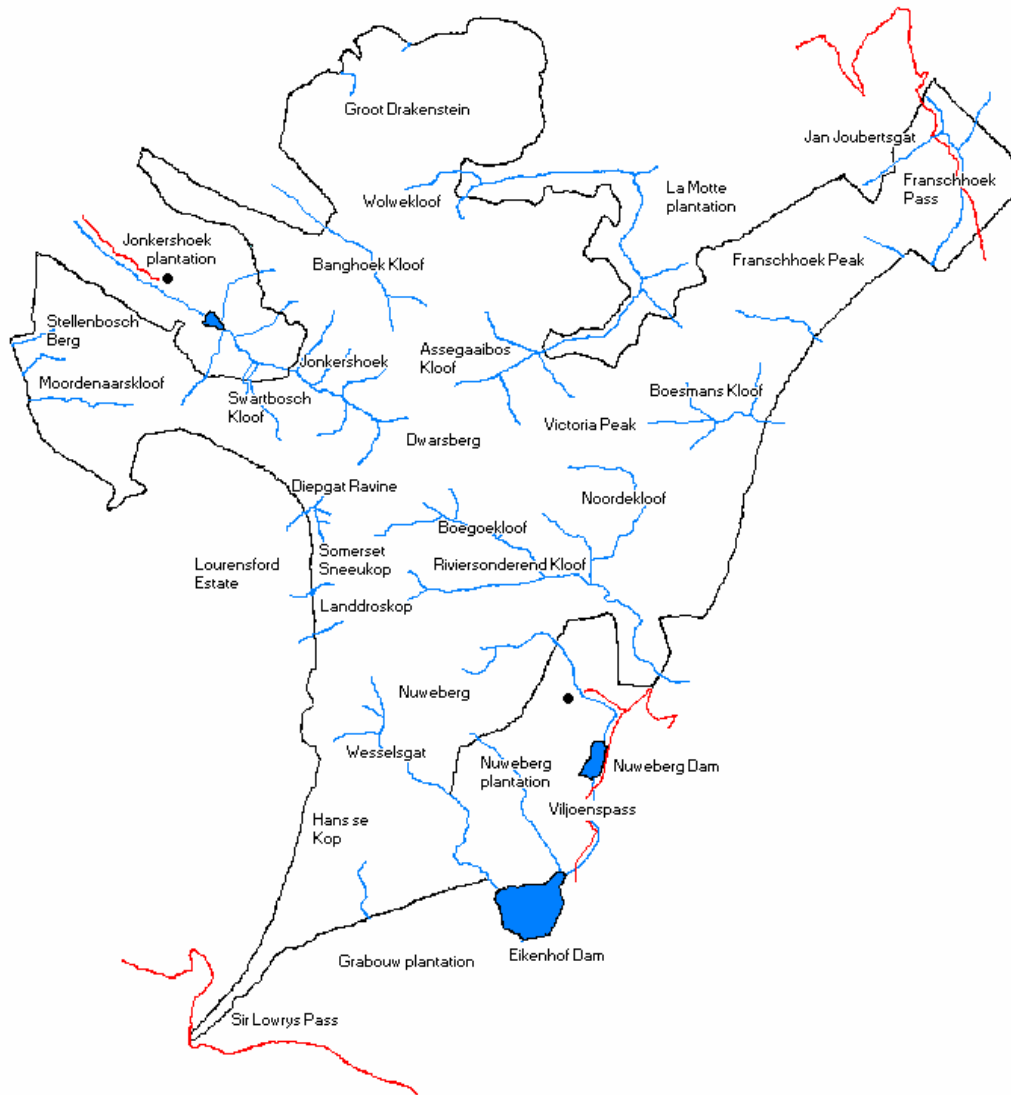 Groot Drakenstein
Jan Joubertsgat
Franschhoek
Pass
La Motte
plantation
Wolwekloof
Jonkershoek
plantation
Banghoek Kloof
Franschhoek Peak
Stellenbosch
Berg
Assegaaibos
Kloof
Jonkershoek
Moordenaarskloof
Swartbosch
Kloof
Boesmans Kloof
Victoria Peak
Dwarsberg
Diepgat Ravine
Noordekloof
Boegoekloof
Somerset
Sneeukop
Lourensford
Estate
Riviersonderend Kloof
Landdroskop
Nuweberg
Wesselsgat
Nuweberg
plantation
Nuweberg Dam
Viljoenspass
Hans se
Kop
Grabouw plantation
Eikenhof Dam
Sir Lowrys Pass